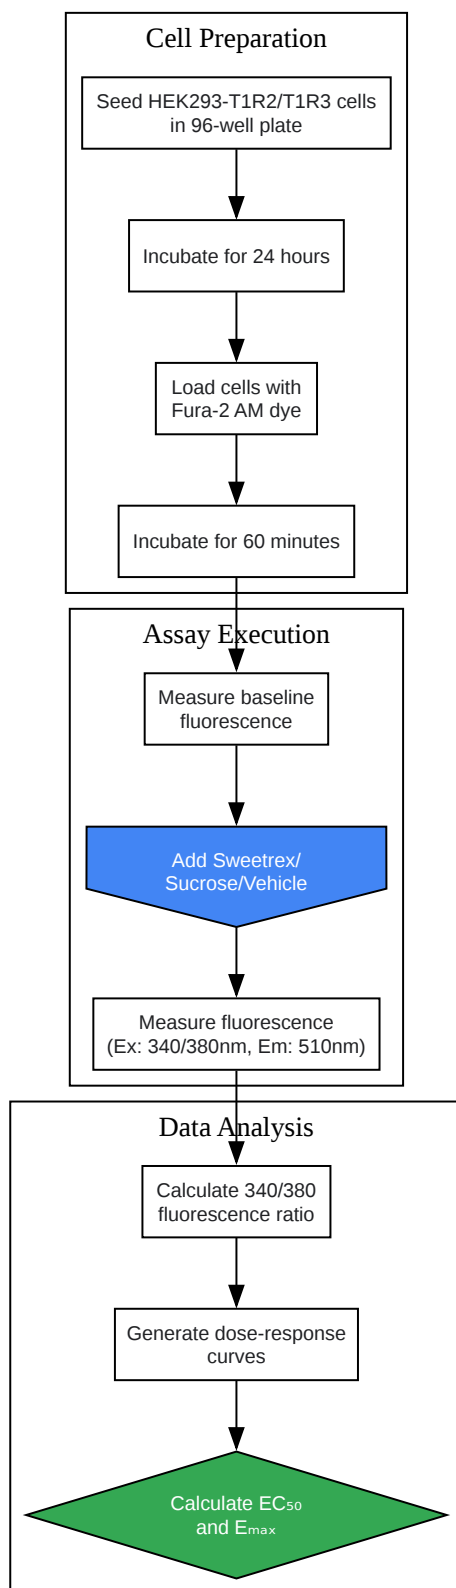 Cell Preparation
Seed HEK293-T1R2/T1R3 cells
in 96-well plate
Incubate for 24 hours
Load cells with
Fura-2 AM dye
Incubate for 60 minutes
Assay Execution
Measure baseline
fluorescence
Add Sweetrex/
Sucrose/Vehicle
Measure fluorescence
(Ex: 340/380nm, Em: 510nm)
Data Analysis
Calculate 340/380
fluorescence ratio
Generate dose-response
curves
Calculate EC₅₀
and Eₘₐₓ